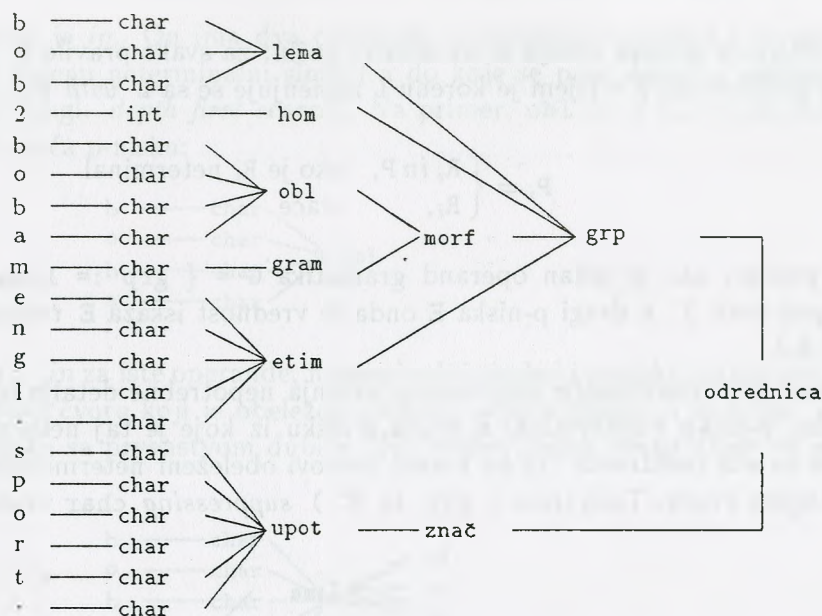 b char
o char lema
b char
2 int hom
b char
o char obl
b char
a char morf grp
m char gram
e char
n char
g char etim
l char odrednica
. char
s char
p char
o char upot znač
r char
t char
. char